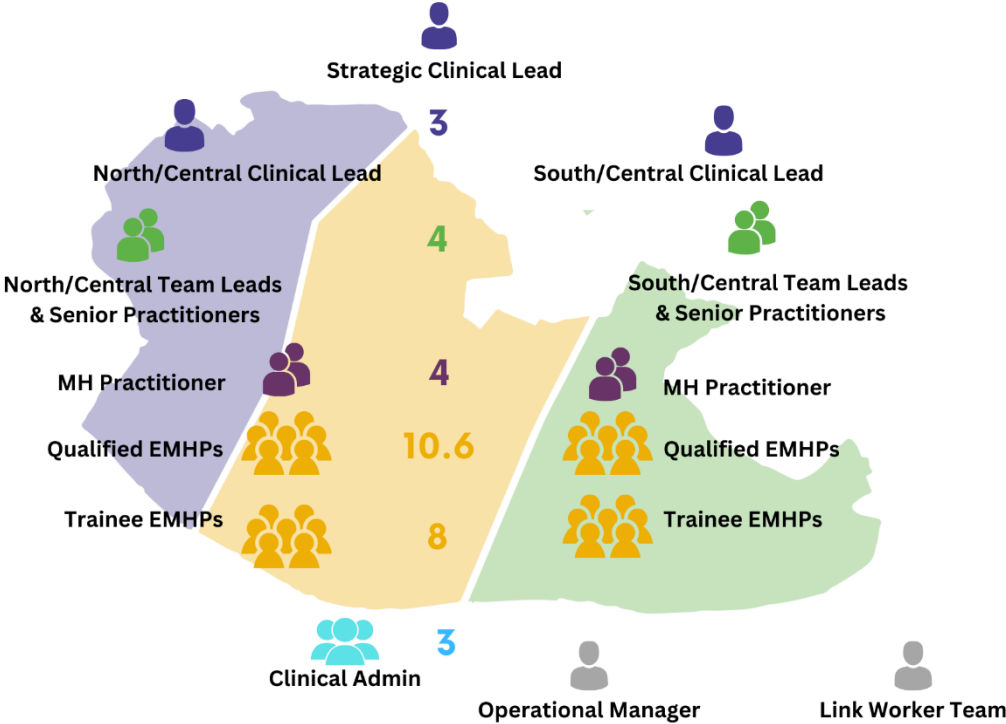 Strategic Clinical Lead
3
North/Central Clinical Lead
South/Central Clinical Lead
4
North/Central Team Leads
& Senior Practitioners
South/Central Team Leads
& Senior Practitioners
MH Practitioner
4
MH Practitioner
Qualified EMHPs
10.6
Qualified EMHPs
Trainee EMHPs
8
Trainee EMHPs
3
Clinical Admin
Operational Manager
Link Worker Team